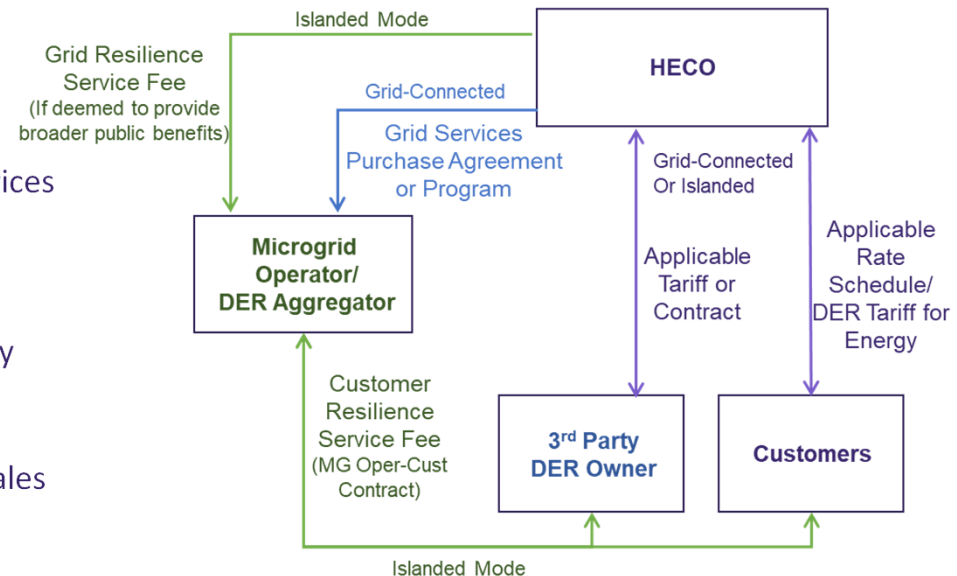 Islanded Mode
HECO
Grid Resilience
Service Fee
(If deemed to provide
broader public benefits)
Grid-Connected
Grid Services
Purchase Agreement
or Program
Grid-Connected
Or Islanded
rices
Microgrid
Operator/
DER Aggregator
Applicable
Tariff or
Contract
Applicable
Rate
Schedule/
DER Tariff for
Energy
y
Customer
Resilience
Service Fee
(MG Oper-Cust
Contract)
3rd Party
DER Owner
Customers
ales
Islanded Mode